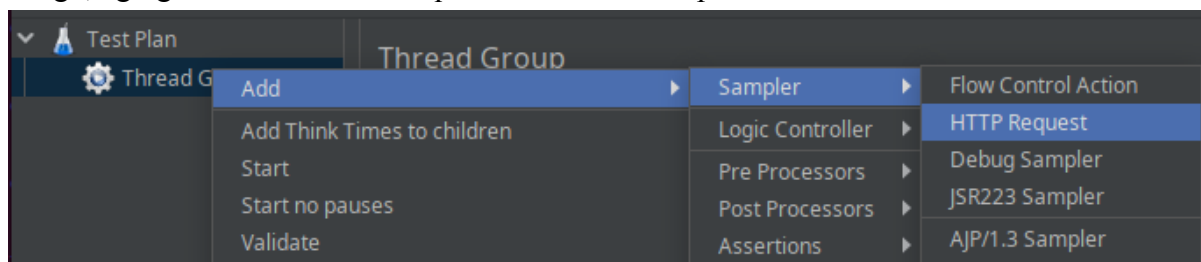 Test Plan
Thread G
Thread Group
Add
Add Think Times to children
Start
Start no pauses
Validate
Sampler
Logic Controller
Pre Processors
Post Processors
Assertions
Flow Control Action
HTTP Request
Debug Sampler
JSR223 Sampler
AJP/1.3 Sampler